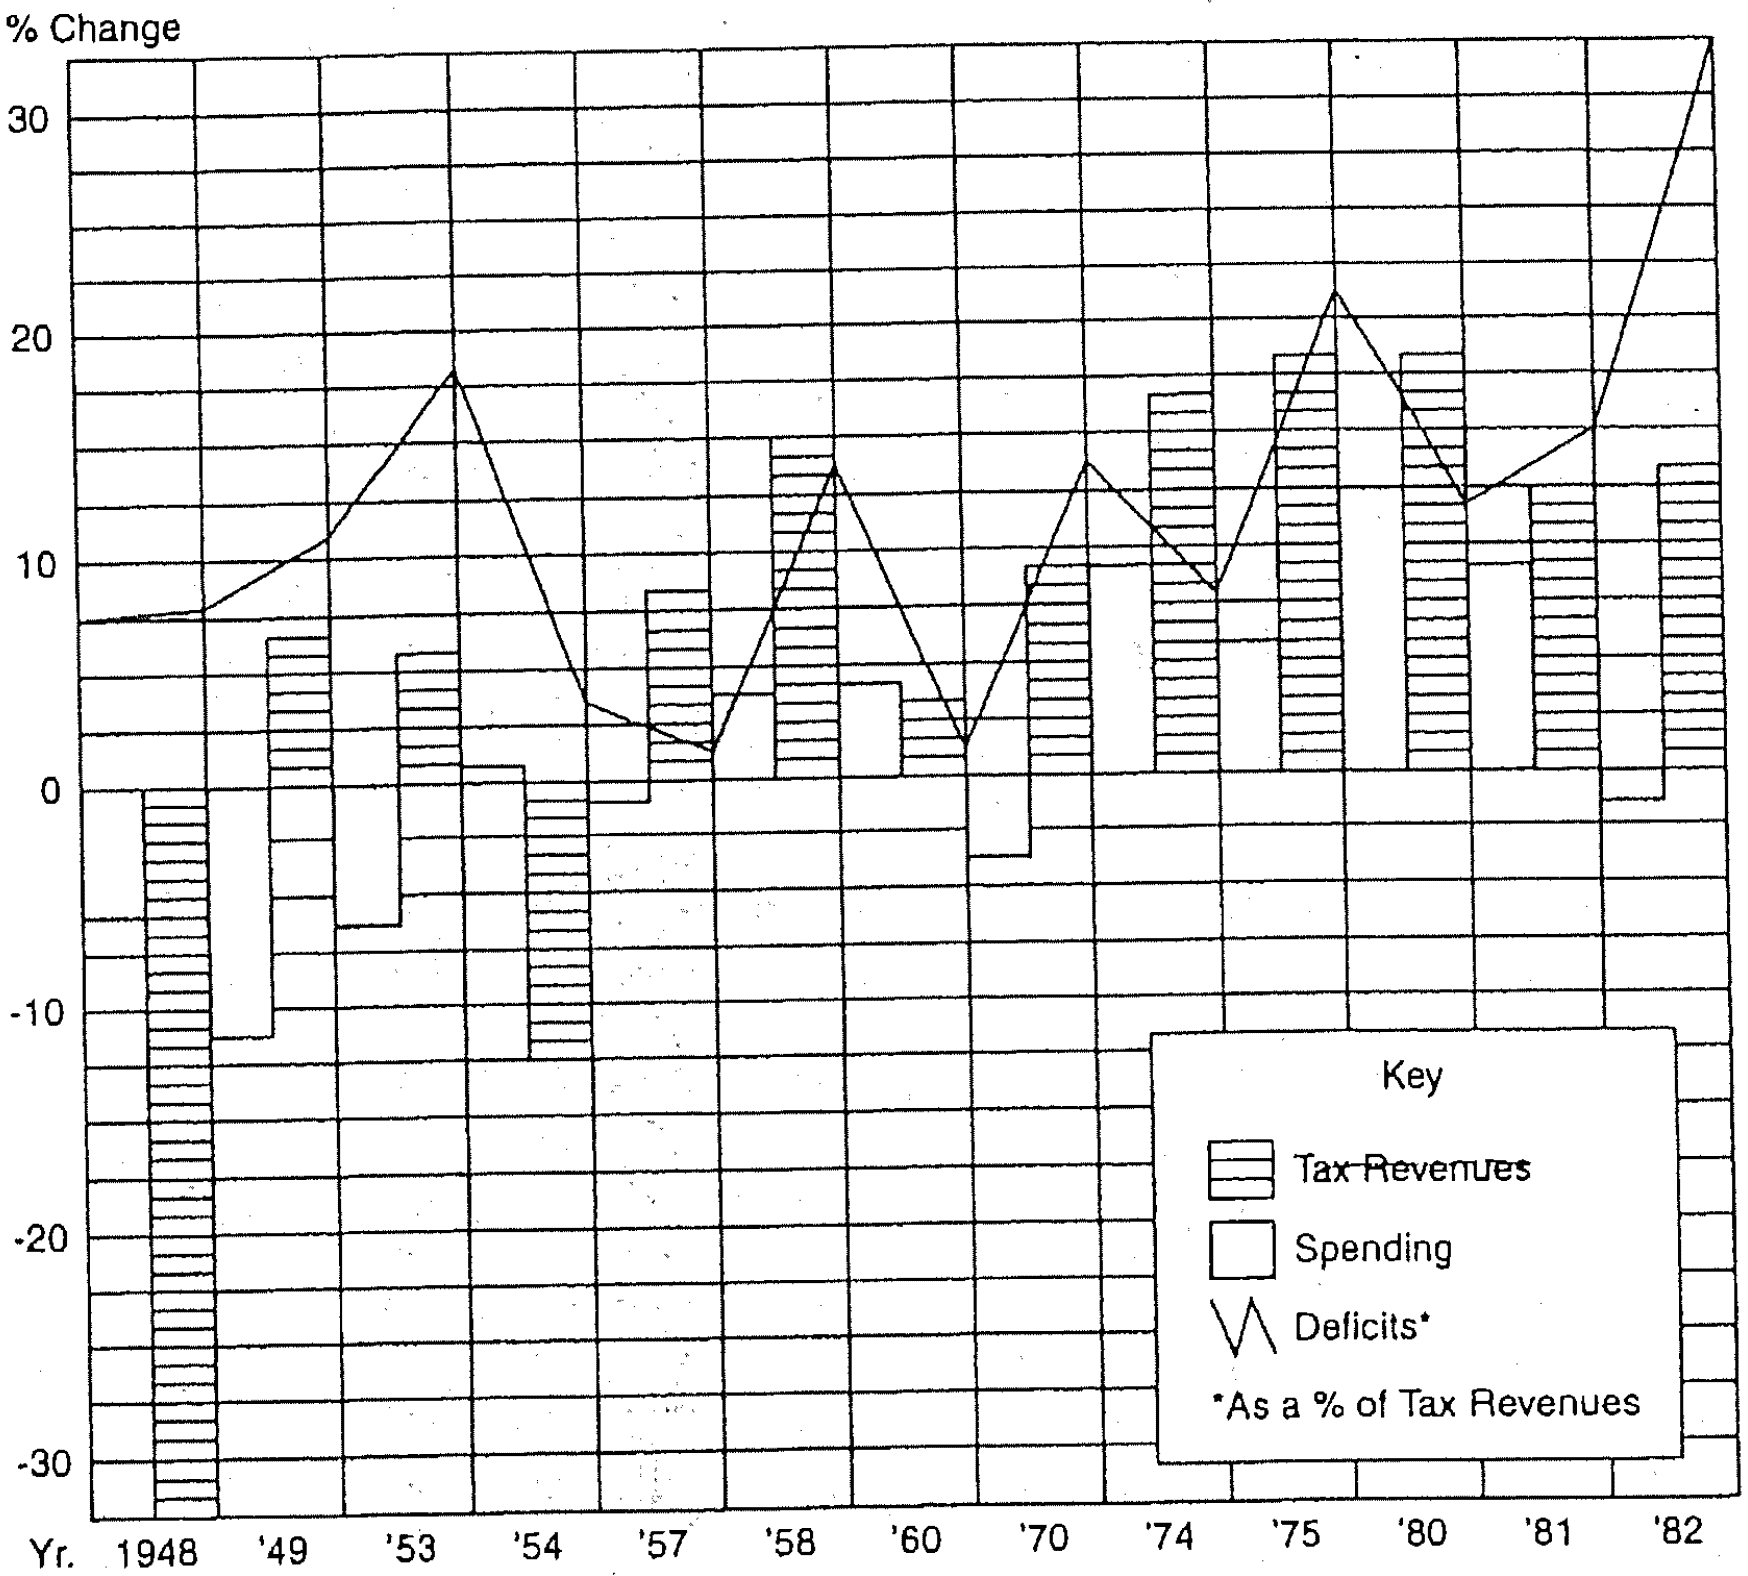 % Change
30
20
10
0
-10
-20
-30
Yr. 1948 '49 '53 '54 '57 '58 '60 '70 '74 '75 '80 '81 '82
Key
Tax Revenues
Spending
Deficits*
*As a % of Tax Revenues